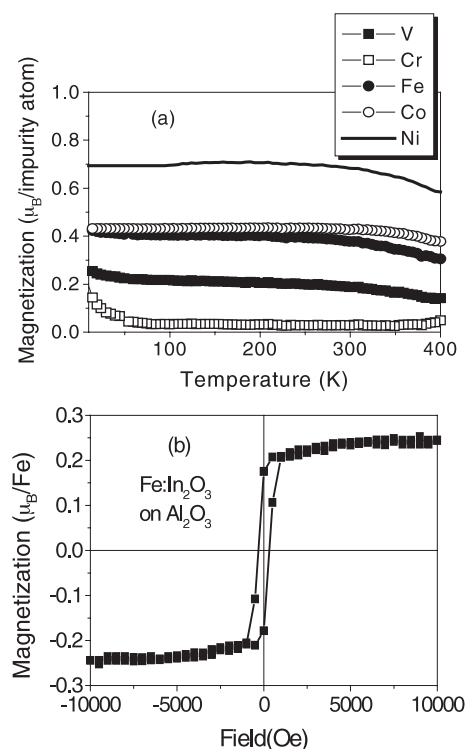 V
Cr
Fe
Co
Ni
(a)
Magnetization (μB/impurity atom)
1.0
0.8
0.6
0.4
0.2
0.0
100 200 300 400
Temperature (K)
(b)
Fe:In₂O₃
on Al₂O₃
Magnetization (μB/Fe)
0.3
0.2
0.1
0.0
-0.1
-0.2
-0.3
-10000 -5000 0 5000 10000
Field(Oe)